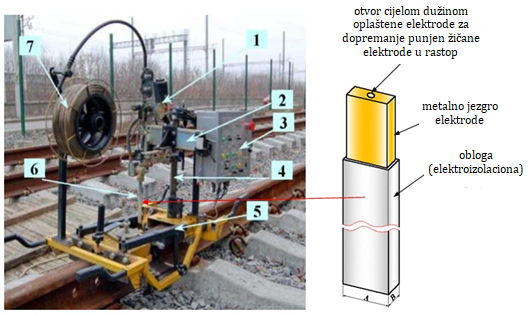 otvor cijelom dužinom
oplaštene elektrode za
dopremanje punjen žičane
elektrode u rastop
metalno jezgro
elektrode
obloga
(elektroizolaciona)
7
1
2
3
4
6
5
A
B